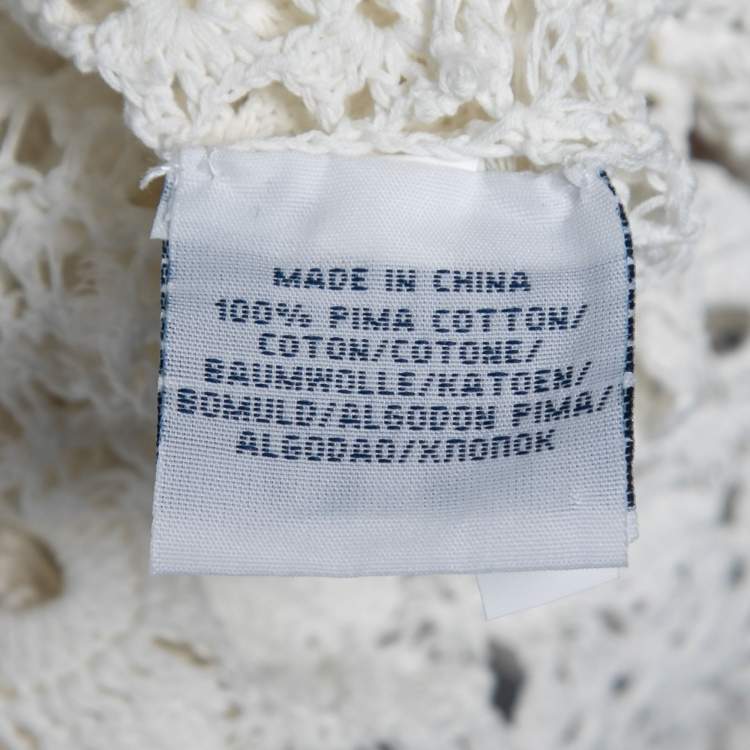 MADE IN CHINA
100% PIMA COTTON/
COTON/COTONE/
BAUMWOLLE/KATOEN/
BOMULD/ALGODON PIMA/
ALGODAO/ХЛОПОК